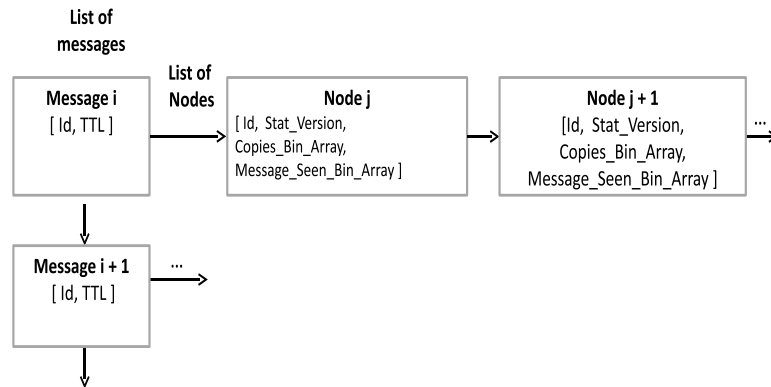 List of
messages
List of
Nodes
Message i
[ Id, TTL ]
Node j
[ Id, Stat_Version,
Copies_Bin_Array,
Message_Seen_Bin_Array ]
Node j + 1
[Id, Stat_Version,
Copies_Bin_Array,
Message_Seen_Bin_Array ]
...
Message i + 1
[ Id, TTL ]
...